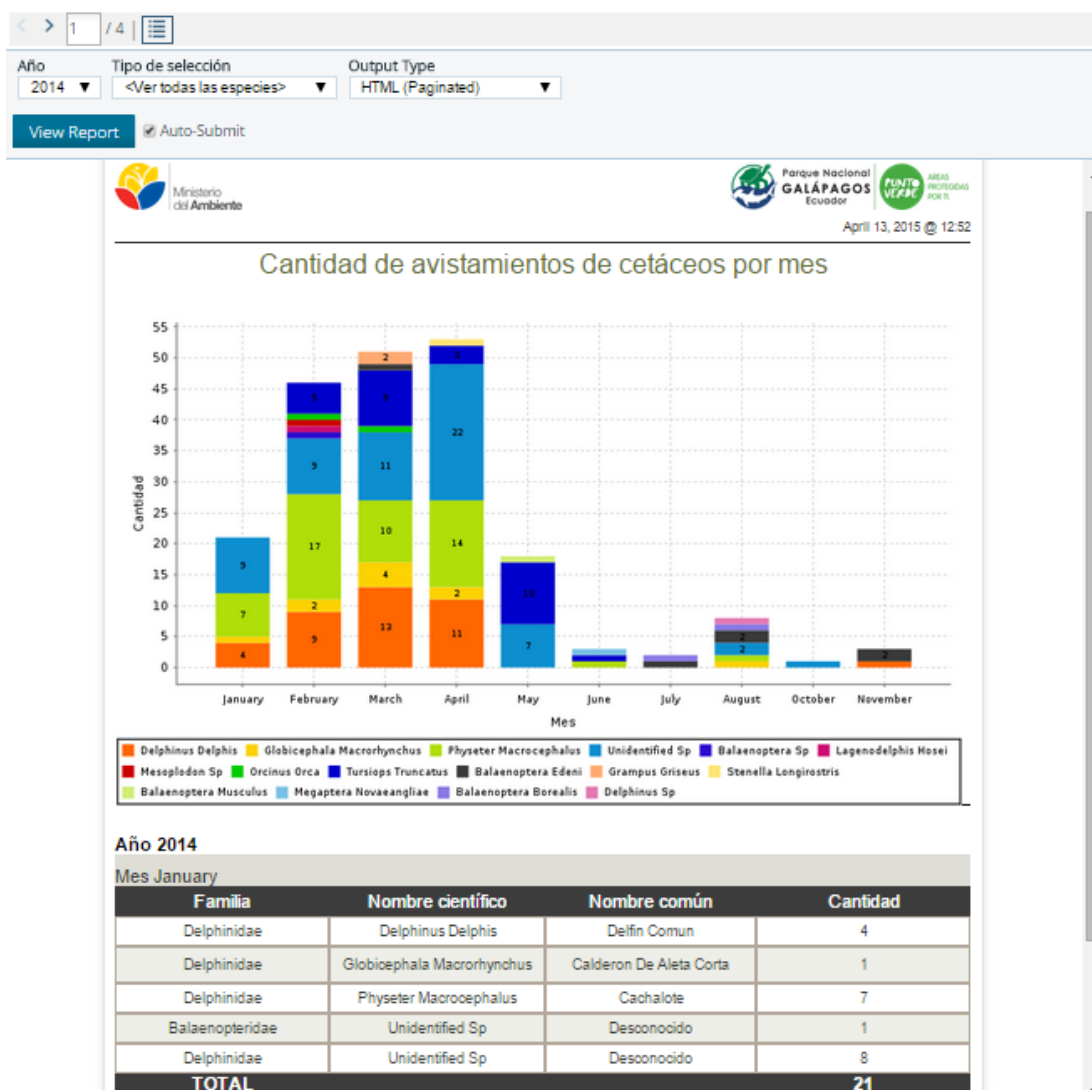 1 / 4
Año Tipo de selección Output Type
2014 <Ver todas las especies> HTML (Paginated)
View Report Auto-Submit
Ministerio
del Ambiente
Parque Nacional
GALÁPAGOS
Ecuador
PUNTO
VERDE
AREAS
PROTEGIDAS
POR TI.
April 13, 2015 @ 12:52
Cantidad de avistamientos de cetáceos por mes
Cantidad
55
50
45
40
35
30
25
20
15
10
5
0
9
7
4
5
9
17
2
9
2
9
11
10
4
13
3
22
14
2
11
10
7
2
2
2
January February March April May June July August October November
Mes
Delphinus Delphis Globicephala Macrorhynchus Physeter Macrocephalus Unidentified Sp Balaenoptera Sp Lagenodelphis Hosei
Mesoplodon Sp Orcinus Orca Tursiops Truncatus Balaenoptera Edeni Grampus Griseus Stenella Longirostris
Balaenoptera Musculus Megaptera Novaeangliae Balaenoptera Borealis Delphinus Sp
Año 2014
Mes January
Familia Nombre científico Nombre común Cantidad
Delphinidae Delphinus Delphis Delfin Comun 4
Delphinidae Globicephala Macrorhynchus Calderon De Aleta Corta 1
Delphinidae Physeter Macrocephalus Cachalote 7
Balaenopteridae Unidentified Sp Desconocido 1
Delphinidae Unidentified Sp Desconocido 8
TOTAL 21